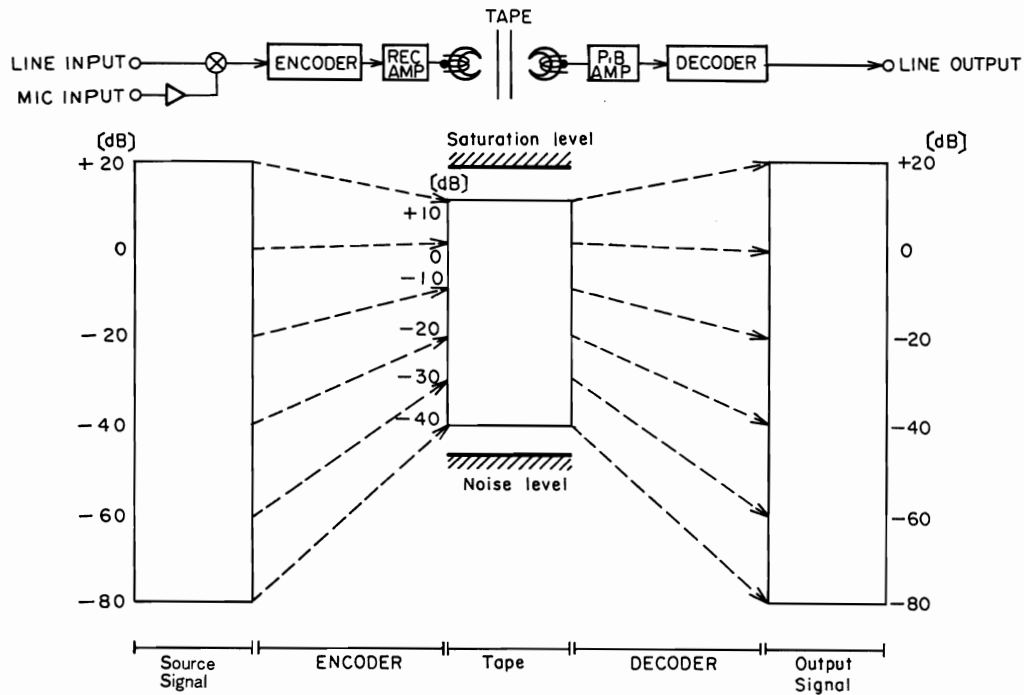 TAPE
LINE INPUT
ENCODER
REC
AMP
P.B
AMP
DECODER
LINE OUTPUT
MIC INPUT
(dB)
Saturation level
(dB)
+20
(dB)
+20
+10
0
0
0
-10
-20
-20
-20
-30
-40
-40
-40
Noise level
-60
-60
-80
-80
Source
Signal
ENCODER
Tape
DECODER
Output
Signal